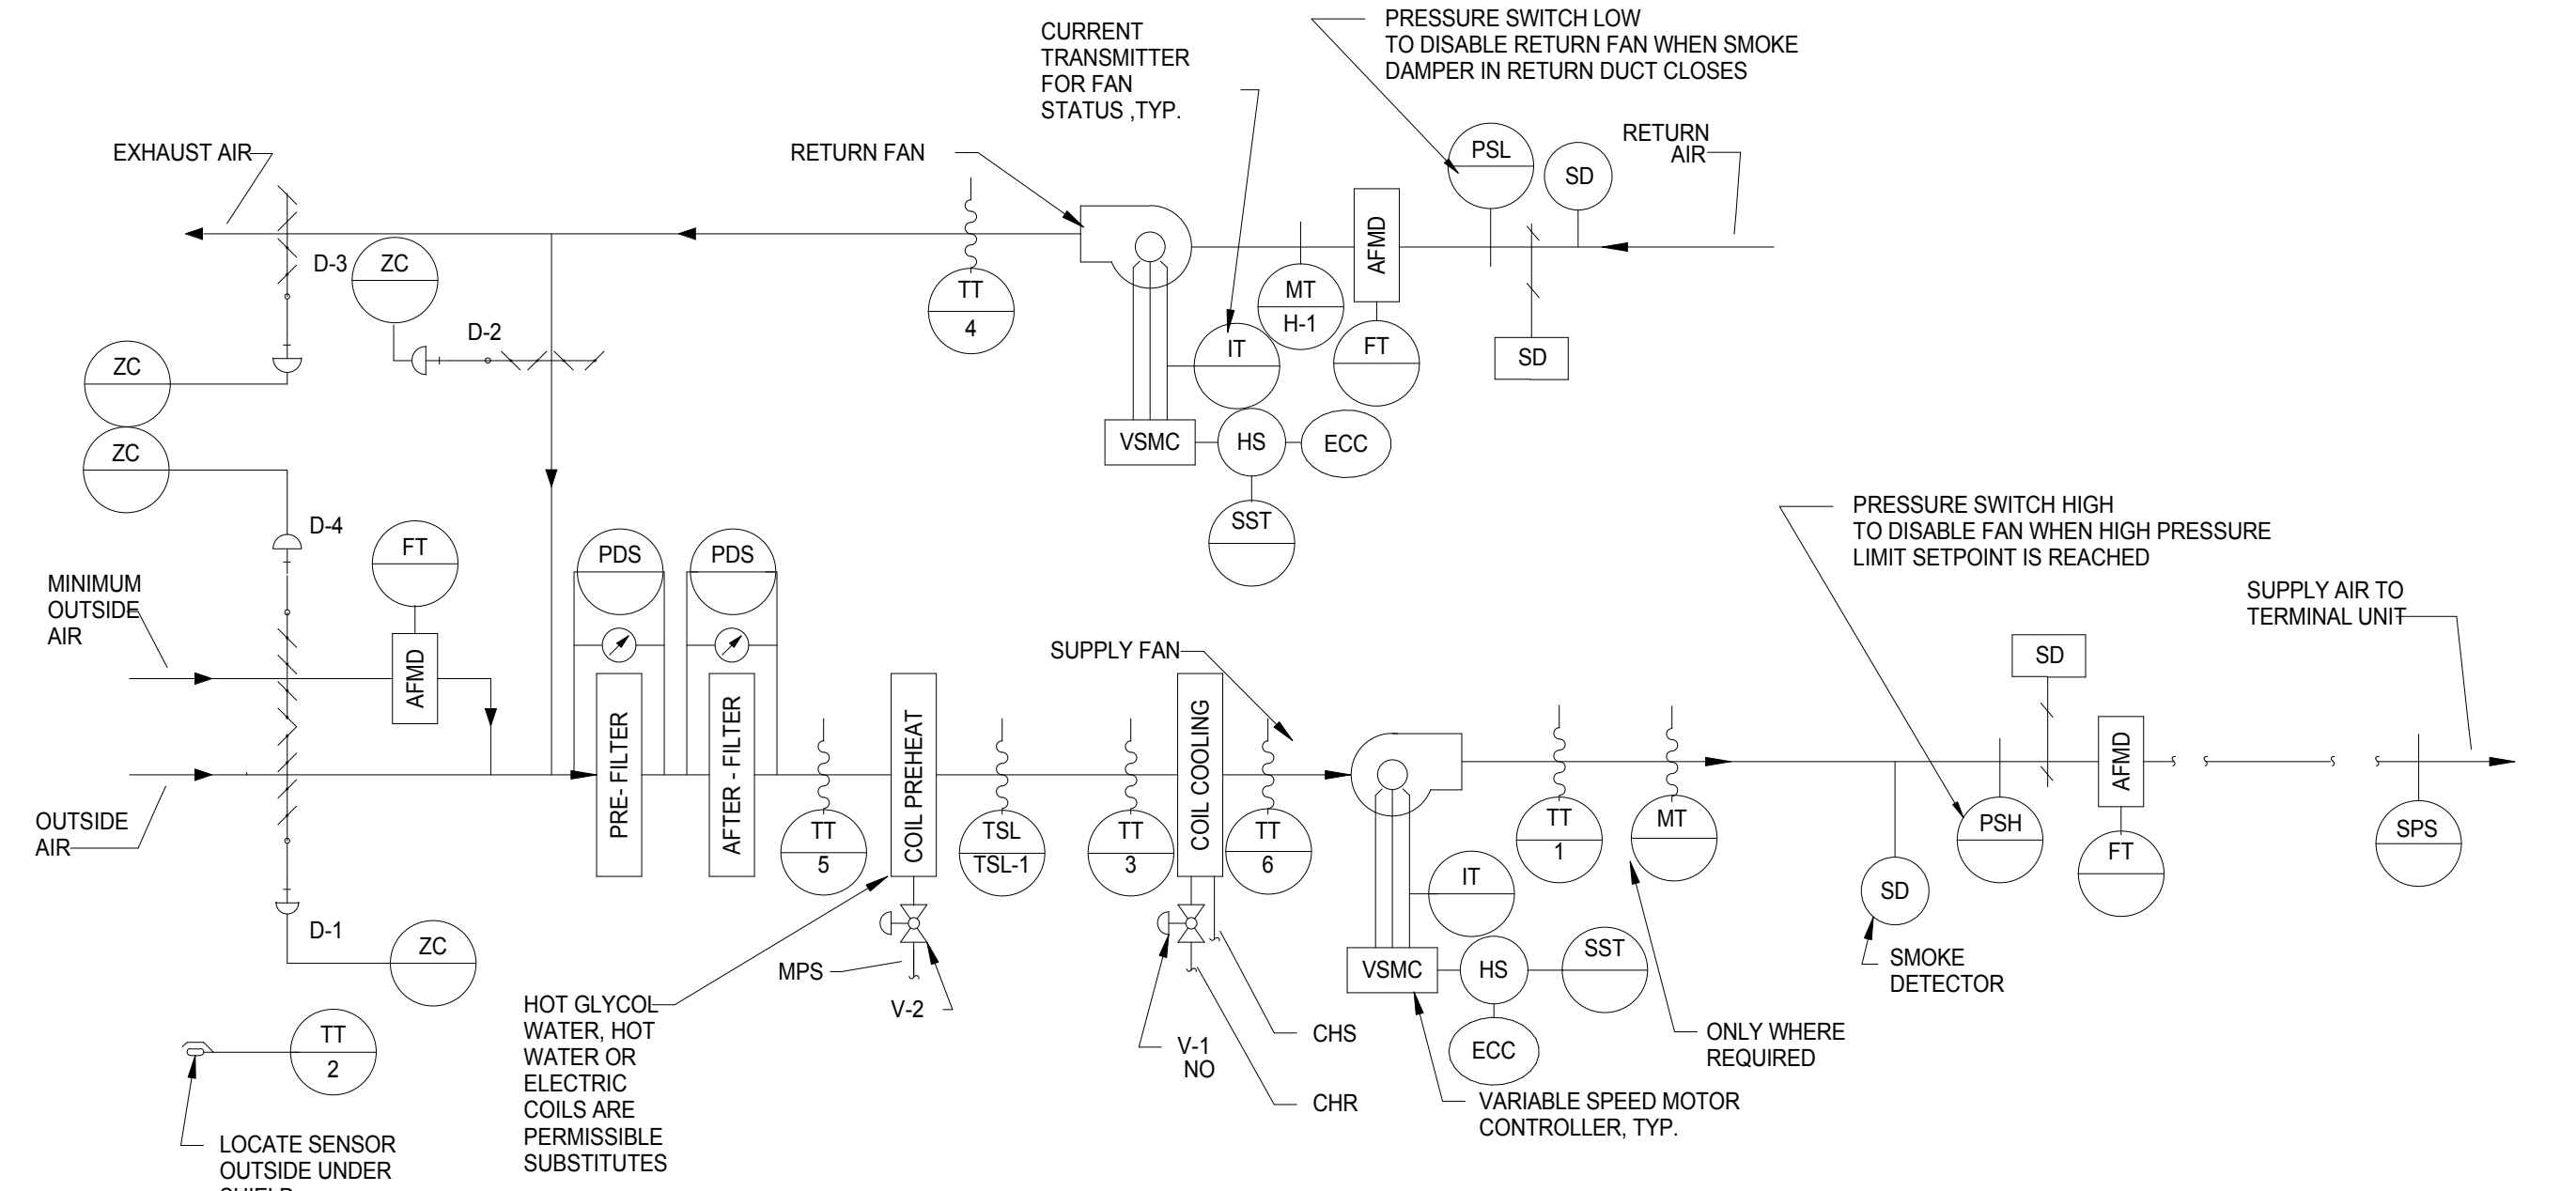 PRESSURE SWITCH LOW
TO DISABLE RETURN FAN WHEN SMOKE
DAMPER IN RETURN DUCT CLOSES
CURRENT
TRANSMITTER
FOR FAN
STATUS ,TYP.
EXHAUST AIR
RETURN FAN
RETURN
AIR
PSL
SD
AFMD
D-3
ZC
TT
4
MT
H-1
D-2
IT
FT
SD
ZC
VSMC
HS
ECC
ZC
SST
D-4
FT
PDS
PDS
PRESSURE SWITCH HIGH
TO DISABLE FAN WHEN HIGH PRESSURE
LIMIT SETPOINT IS REACHED
MINIMUM
OUTSIDE
AIR
SUPPLY AIR TO
TERMINAL UNIT
AFMD
SUPPLY FAN
SD
PRE- FILTER
AFTER - FILTER
COIL PREHEAT
COIL COOLING
AFMD
OUTSIDE
AIR
TT
5
TSL
TSL-1
TT
3
TT
6
TT
1
MT
PSH
FT
SPS
IT
SD
D-1
ZC
MPS
V-2
VSMC
HS
SST
SMOKE
DETECTOR
HOT GLYCOL
WATER, HOT
WATER OR
ELECTRIC
COILS ARE
PERMISSIBLE
SUBSTITUTES
TT
2
V-1
NO
CHS
CHR
ECC
ONLY WHERE
REQUIRED
VARIABLE SPEED MOTOR
CONTROLLER, TYP.
LOCATE SENSOR
OUTSIDE UNDER